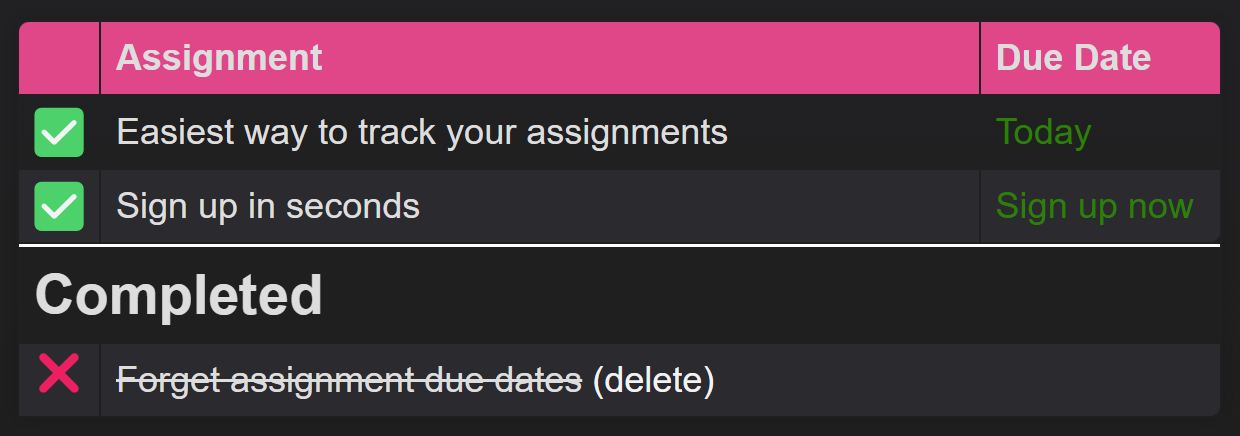 Assignment Due Date
Easiest way to track your assignments Today
Sign up in seconds Sign up now
Completed
Forget assignment due dates (delete)